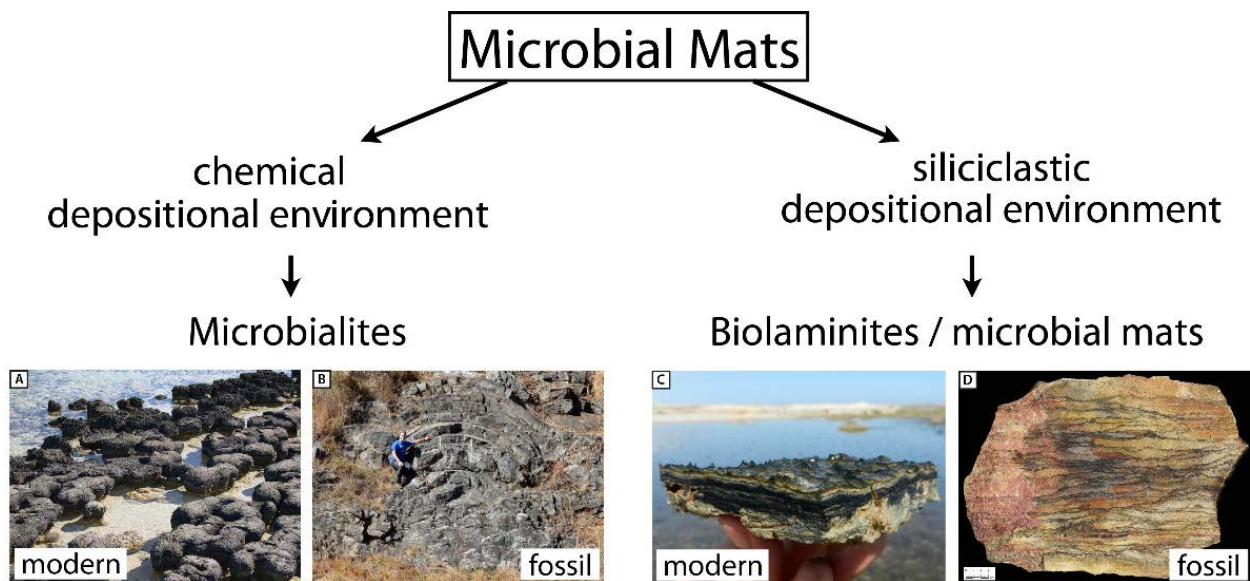 Microbial Mats
chemical
depositional environment
siliciclastic
depositional environment
Microbialites
Biolaminites / microbial mats
A
modern
B
fossil
C
modern
D
fossil